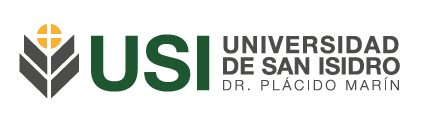 USI
UNIVERSIDAD
DE SAN ISIDRO
DR. PLÁCIDO MARÍN